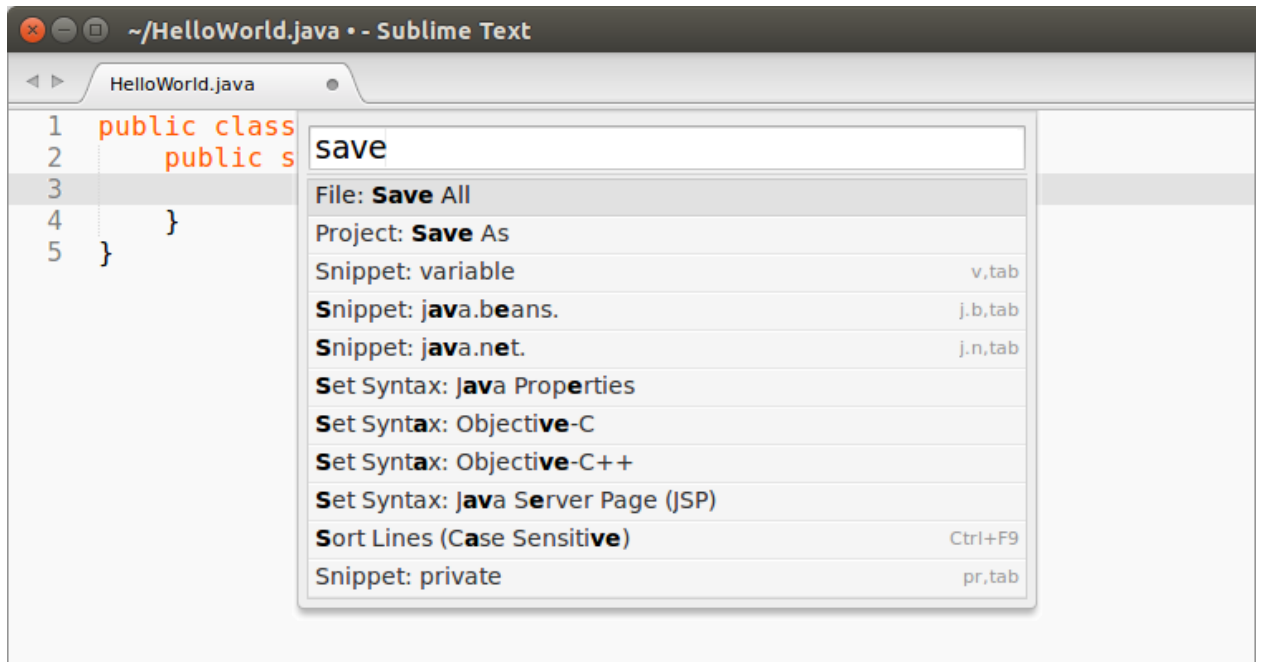 ~/HelloWorld.java • - Sublime Text
HelloWorld.java
1 public class
2 public s
3
4 }
5 }
save
File: Save All
Project: Save As
Snippet: variable v,tab
Snippet: java.beans. j.b,tab
Snippet: java.net. j.n,tab
Set Syntax: Java Properties
Set Syntax: Objective-C
Set Syntax: Objective-C++
Set Syntax: Java Server Page (JSP)
Sort Lines (Case Sensitive) Ctrl+F9
Snippet: private pr,tab